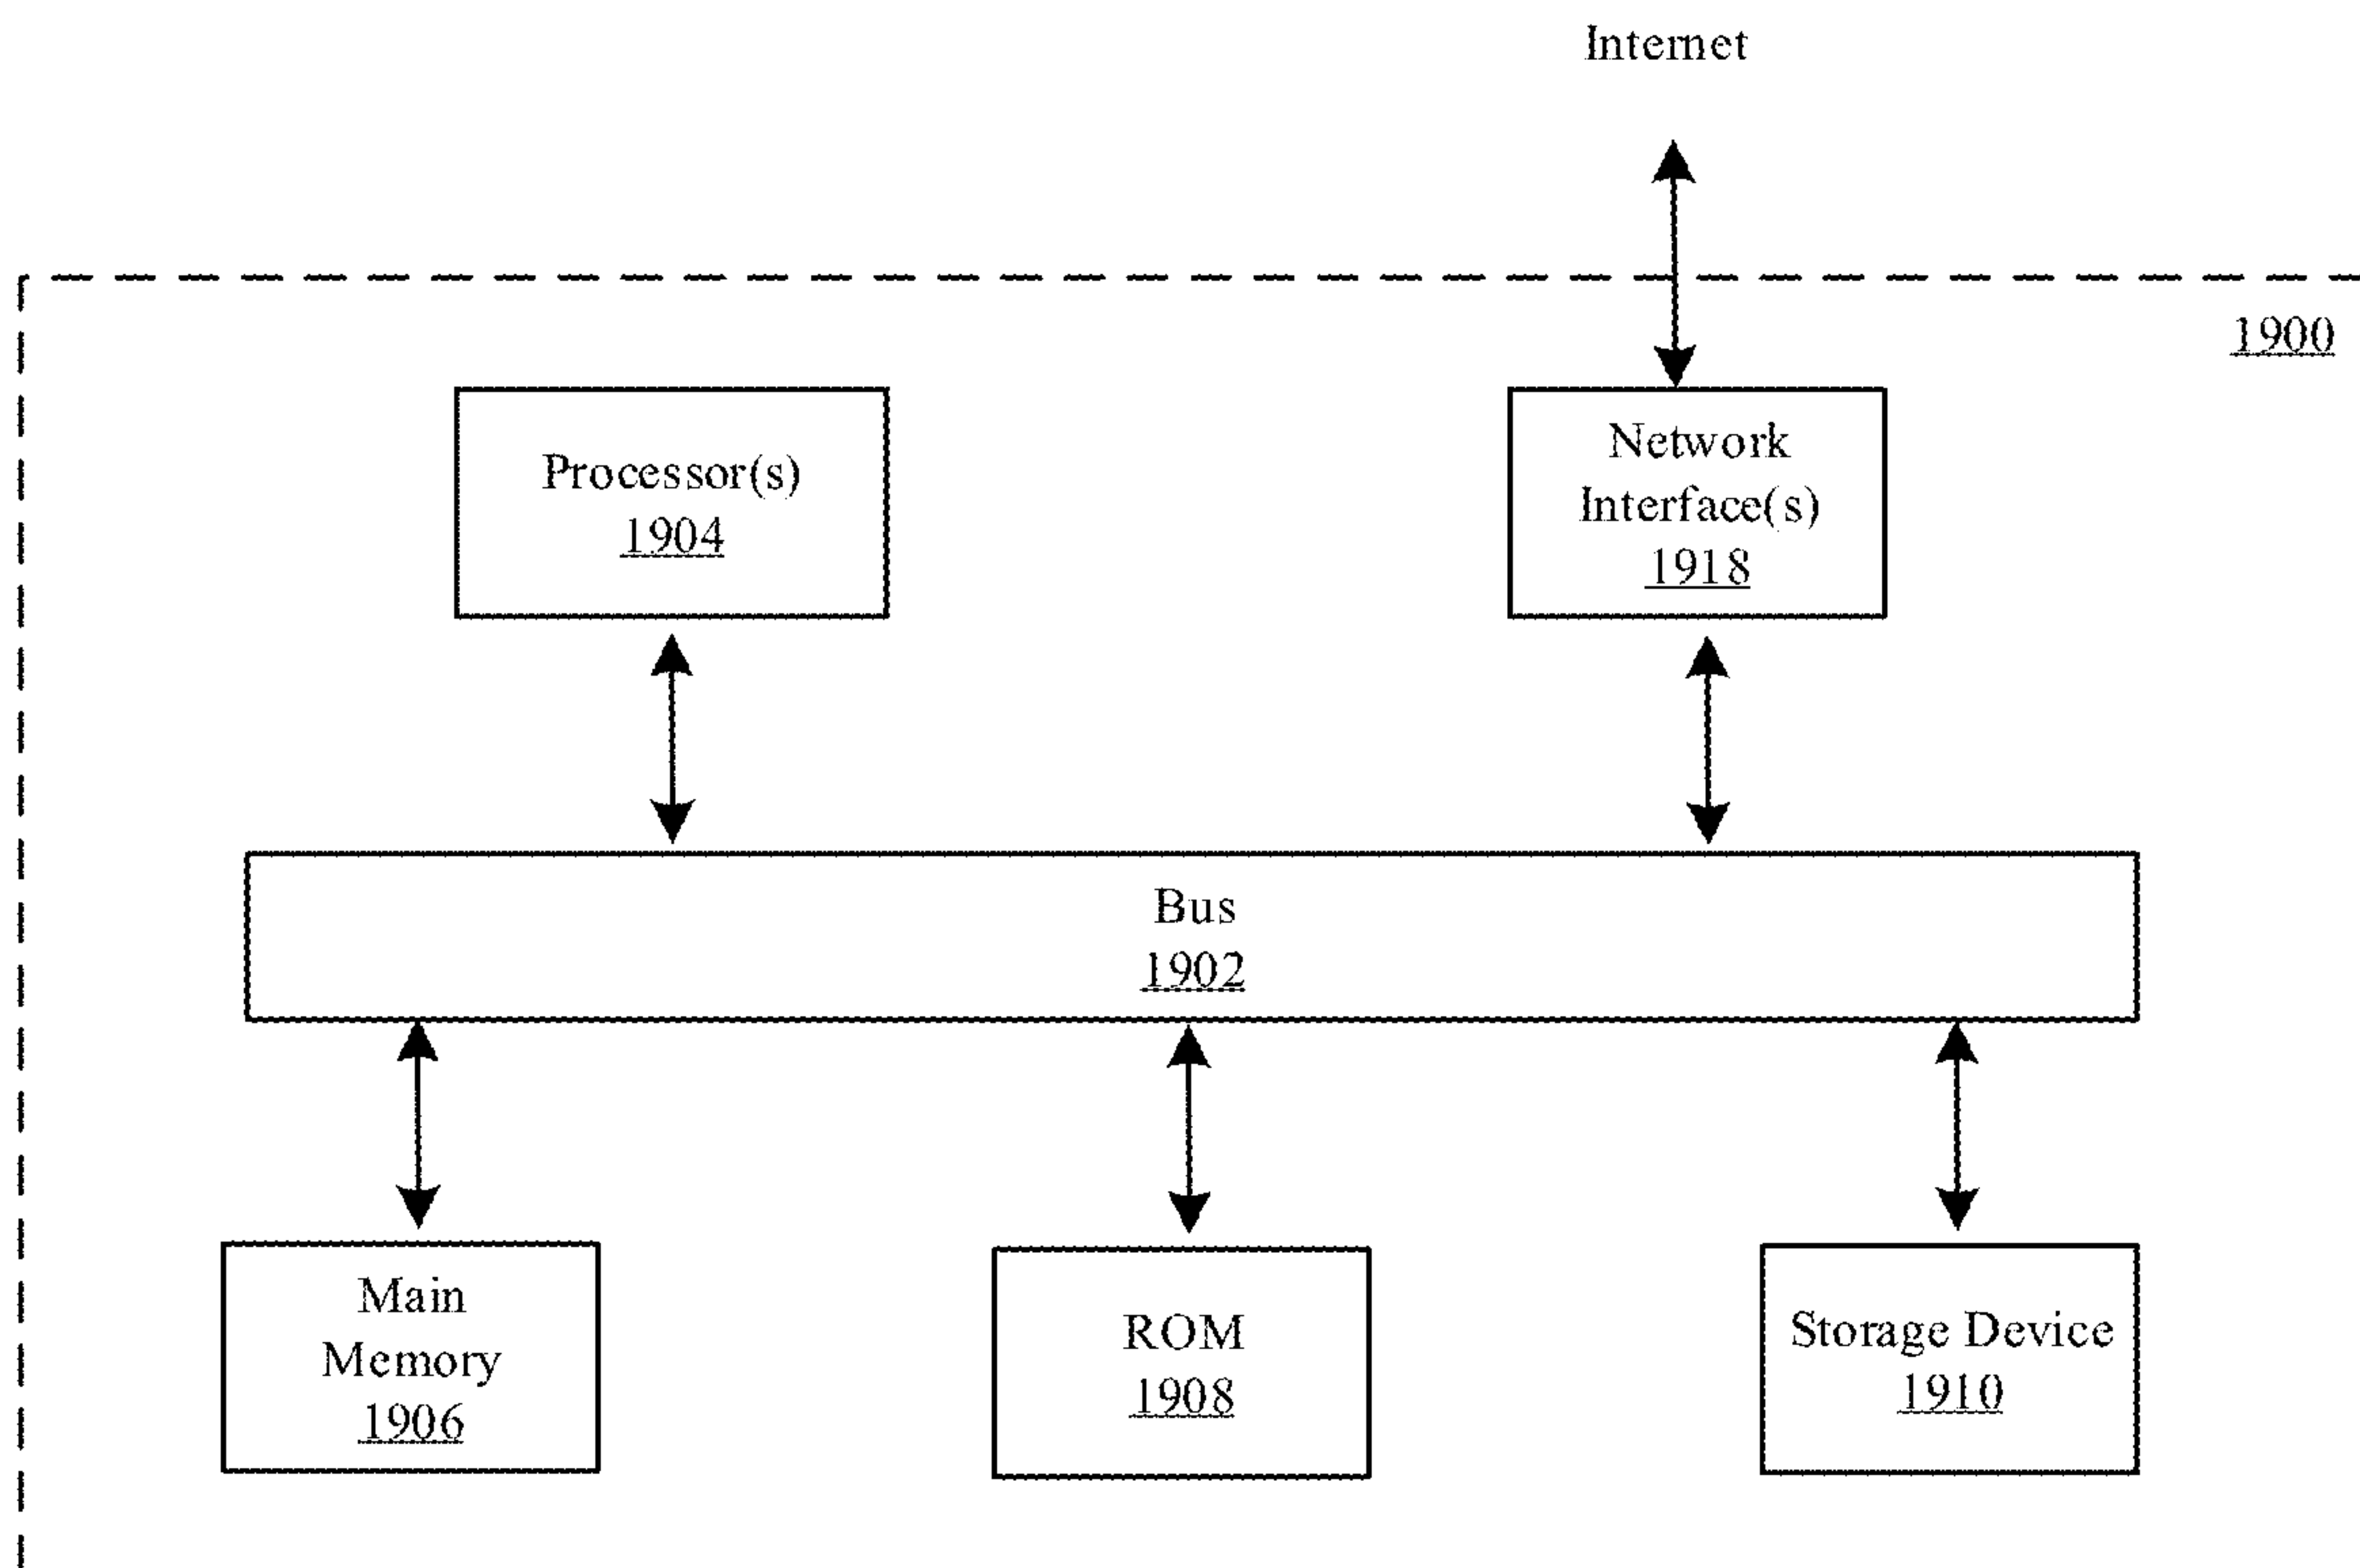 Internet
1900
Processor(s)
1904
Network
Interface(s)
1918
Bus
1902
Main
Memory
1906
ROM
1908
Storage Device
1910